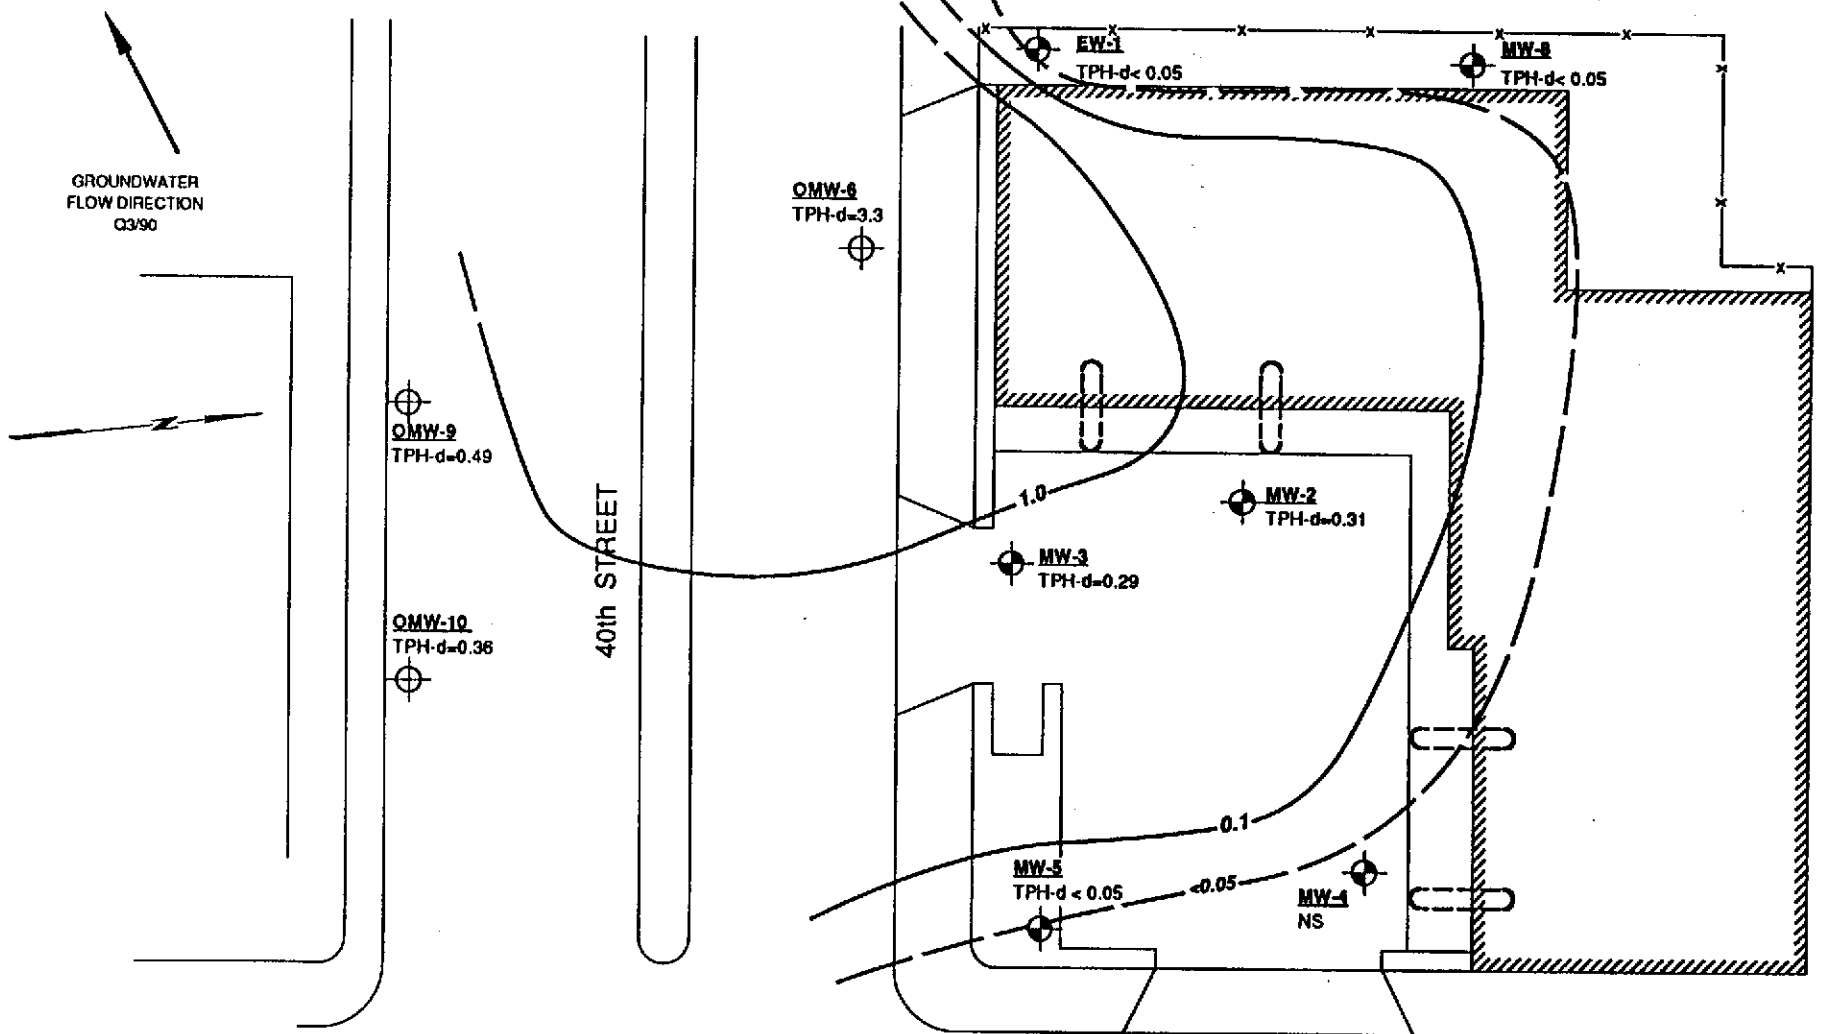 GROUNDWATER
FLOW DIRECTION
Q3/90
EW-1
TPH-d< 0.05
MW-8
TPH-d< 0.05
OMW-6
TPH-d=3.3
N
OMW-9
TPH-d=0.49
40th STREET
1.0
MW-2
TPH-d=0.31
MW-3
TPH-d=0.29
OMW-10
TPH-d=0.36
0.1
MW-5
TPH-d < 0.05
<0.05
MW-4
NS
x x x x x x
x
x
x